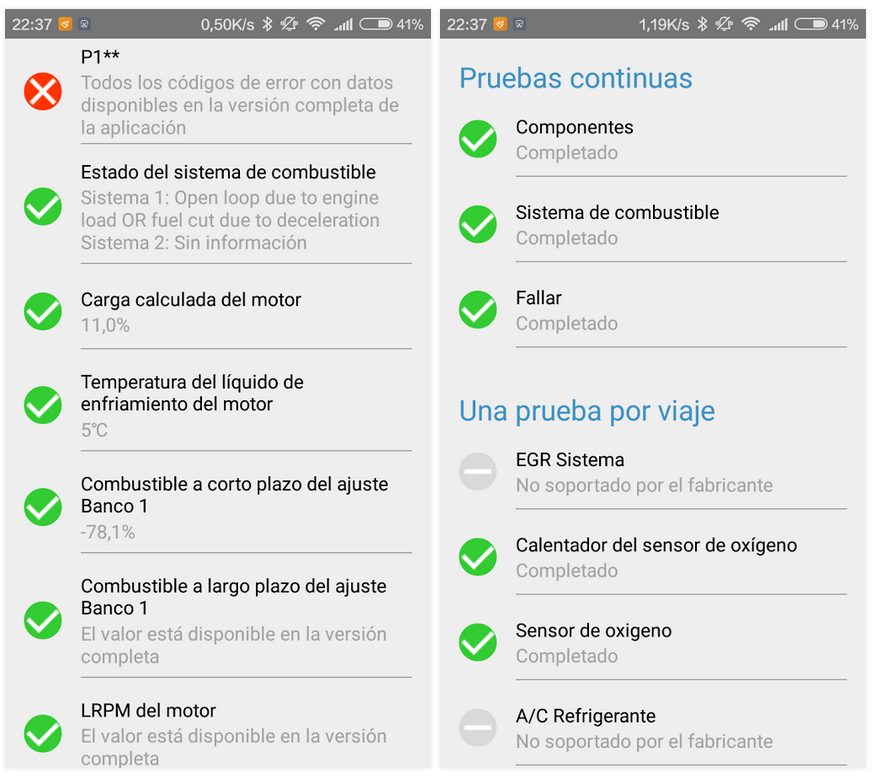 22:37 0,50K/s 41%
P1**
Todos los códigos de error con datos
disponibles en la versión completa de
la aplicación
Estado del sistema de combustible
Sistema 1: Open loop due to engine
load OR fuel cut due to deceleration
Sistema 2: Sin información
Carga calculada del motor
11,0%
Temperatura del líquido de
enfriamiento del motor
5℃
Combustible a corto plazo del ajuste
Banco 1
-78,1%
Combustible a largo plazo del ajuste
Banco 1
El valor está disponible en la versión
completa
LRPM del motor
El valor está disponible en la versión
completa
22:37 1,19K/s 41%
Pruebas continuas
Componentes
Completado
Sistema de combustible
Completado
Fallar
Completado
Una prueba por viaje
EGR Sistema
No soportado por el fabricante
Calentador del sensor de oxígeno
Completado
Sensor de oxigeno
Completado
A/C Refrigerante
No soportado por el fabricante